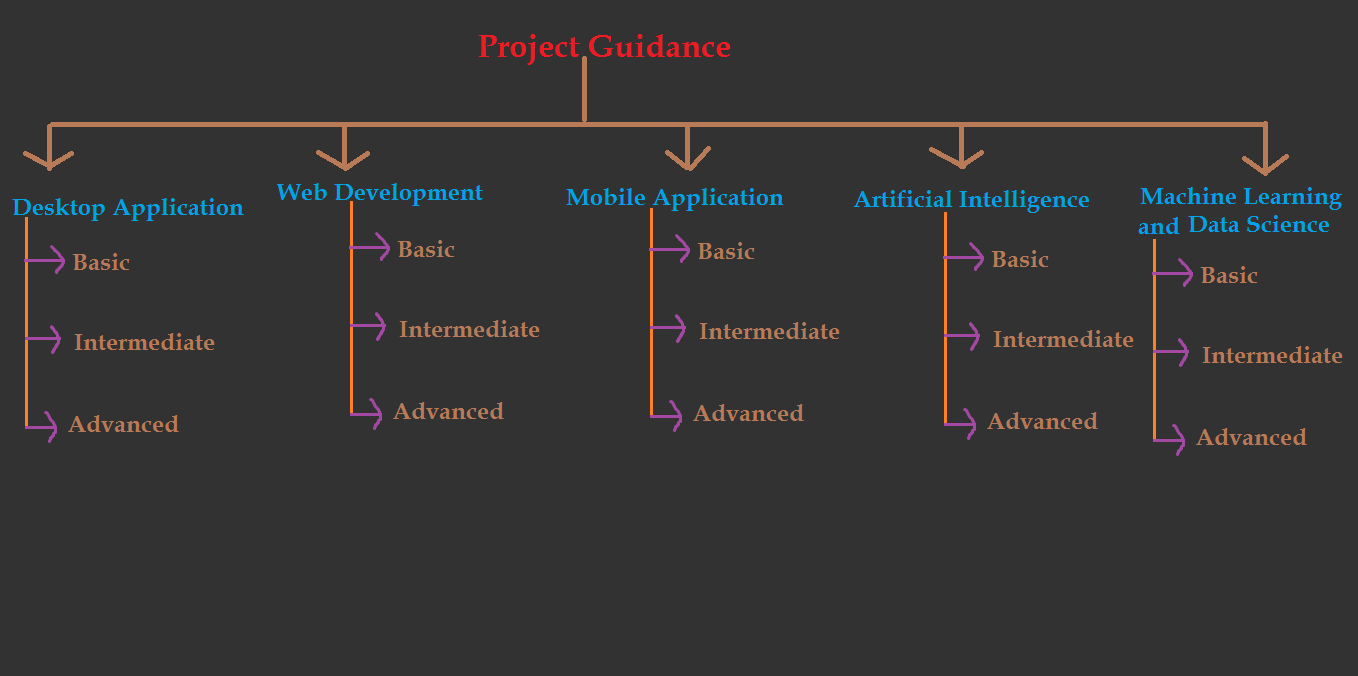 Project Guidance
Desktop Application
Basic
Intermediate
Advanced
Web Development
Basic
Intermediate
Advanced
Mobile Application
Basic
Intermediate
Advanced
Artificial Intelligence
Basic
Intermediate
Advanced
Machine Learning
and Data Science
Basic
Intermediate
Advanced